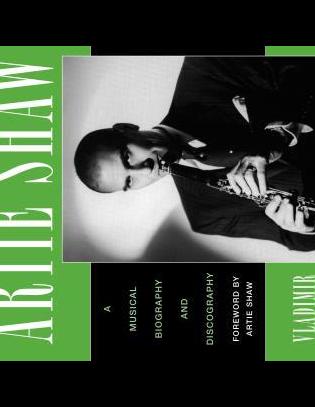 ARTIE SHAW
A
MUSICAL
BIOGRAPHY
AND
DISCOGRAPHY
FOREWORD BY
ARTIE SHAW
VLADIMIR